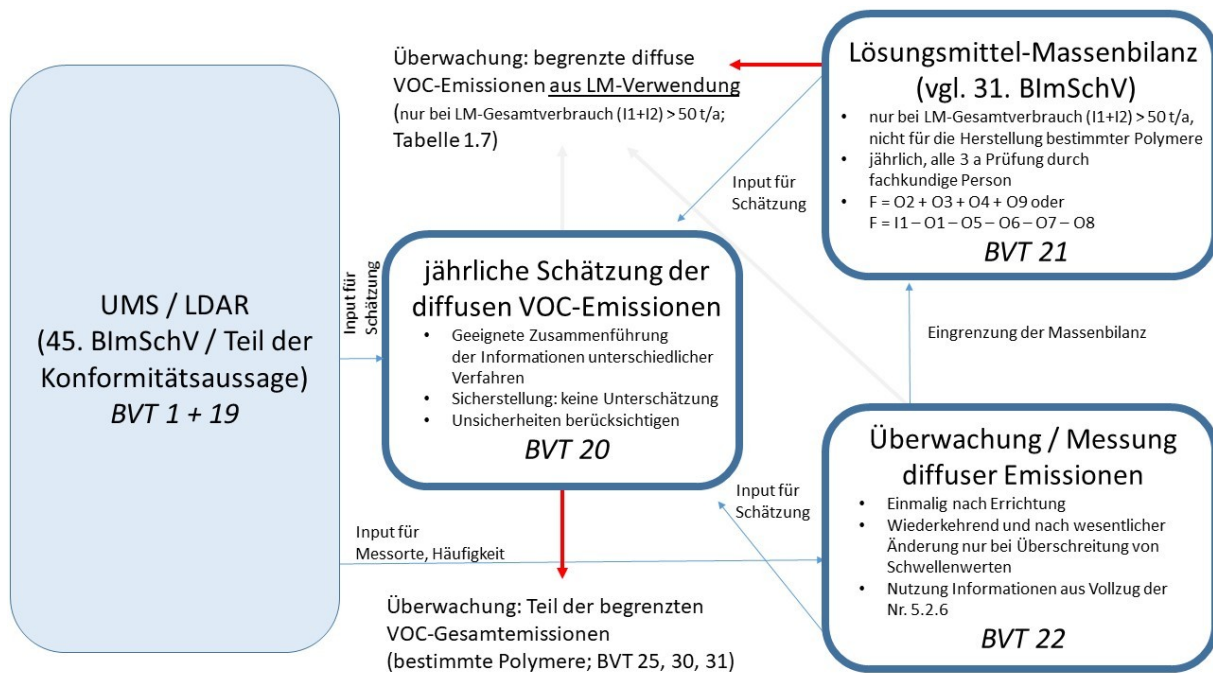 UMS / LDAR
(45. BImSchV / Teil der
Konformitätsaussage)
BVT 1 + 19
Input für
Schätzung
Überwachung: begrenzte diffuse
VOC-Emissionen aus LM-Verwendung
(nur bei LM-Gesamtverbrauch (I1+I2) > 50 t/a;
Tabelle 1.7)
jährliche Schätzung der
diffusen VOC-Emissionen
• Geeignete Zusammenführung
der Informationen unterschiedlicher
Verfahren
• Sicherstellung: keine Unterschätzung
• Unsicherheiten berücksichtigen
BVT 20
Input für
Messorte, Häufigkeit
Überwachung: Teil der begrenzten
VOC-Gesamtemissionen
(bestimmte Polymere; BVT 25, 30, 31)
Input für
Schätzung
Lösungsmittel-Massenbilanz
(vgl. 31. BImSchV)
• nur bei LM-Gesamtverbrauch (I1+I2) > 50 t/a,
nicht für die Herstellung bestimmter Polymere
• jährlich, alle 3 a Prüfung durch
fachkundige Person
• F = O2 + O3 + O4 + O9 oder
F = I1 – O1 – O5 – O6 – O7 – O8
BVT 21
Eingrenzung der Massenbilanz
Input für
Schätzung
Überwachung / Messung
diffuser Emissionen
• Einmalig nach Errichtung
• Wiederkehrend und nach wesentlicher
Änderung nur bei Überschreitung von
Schwellenwerten
• Nutzung Informationen aus Vollzug der
Nr. 5.2.6
BVT 22